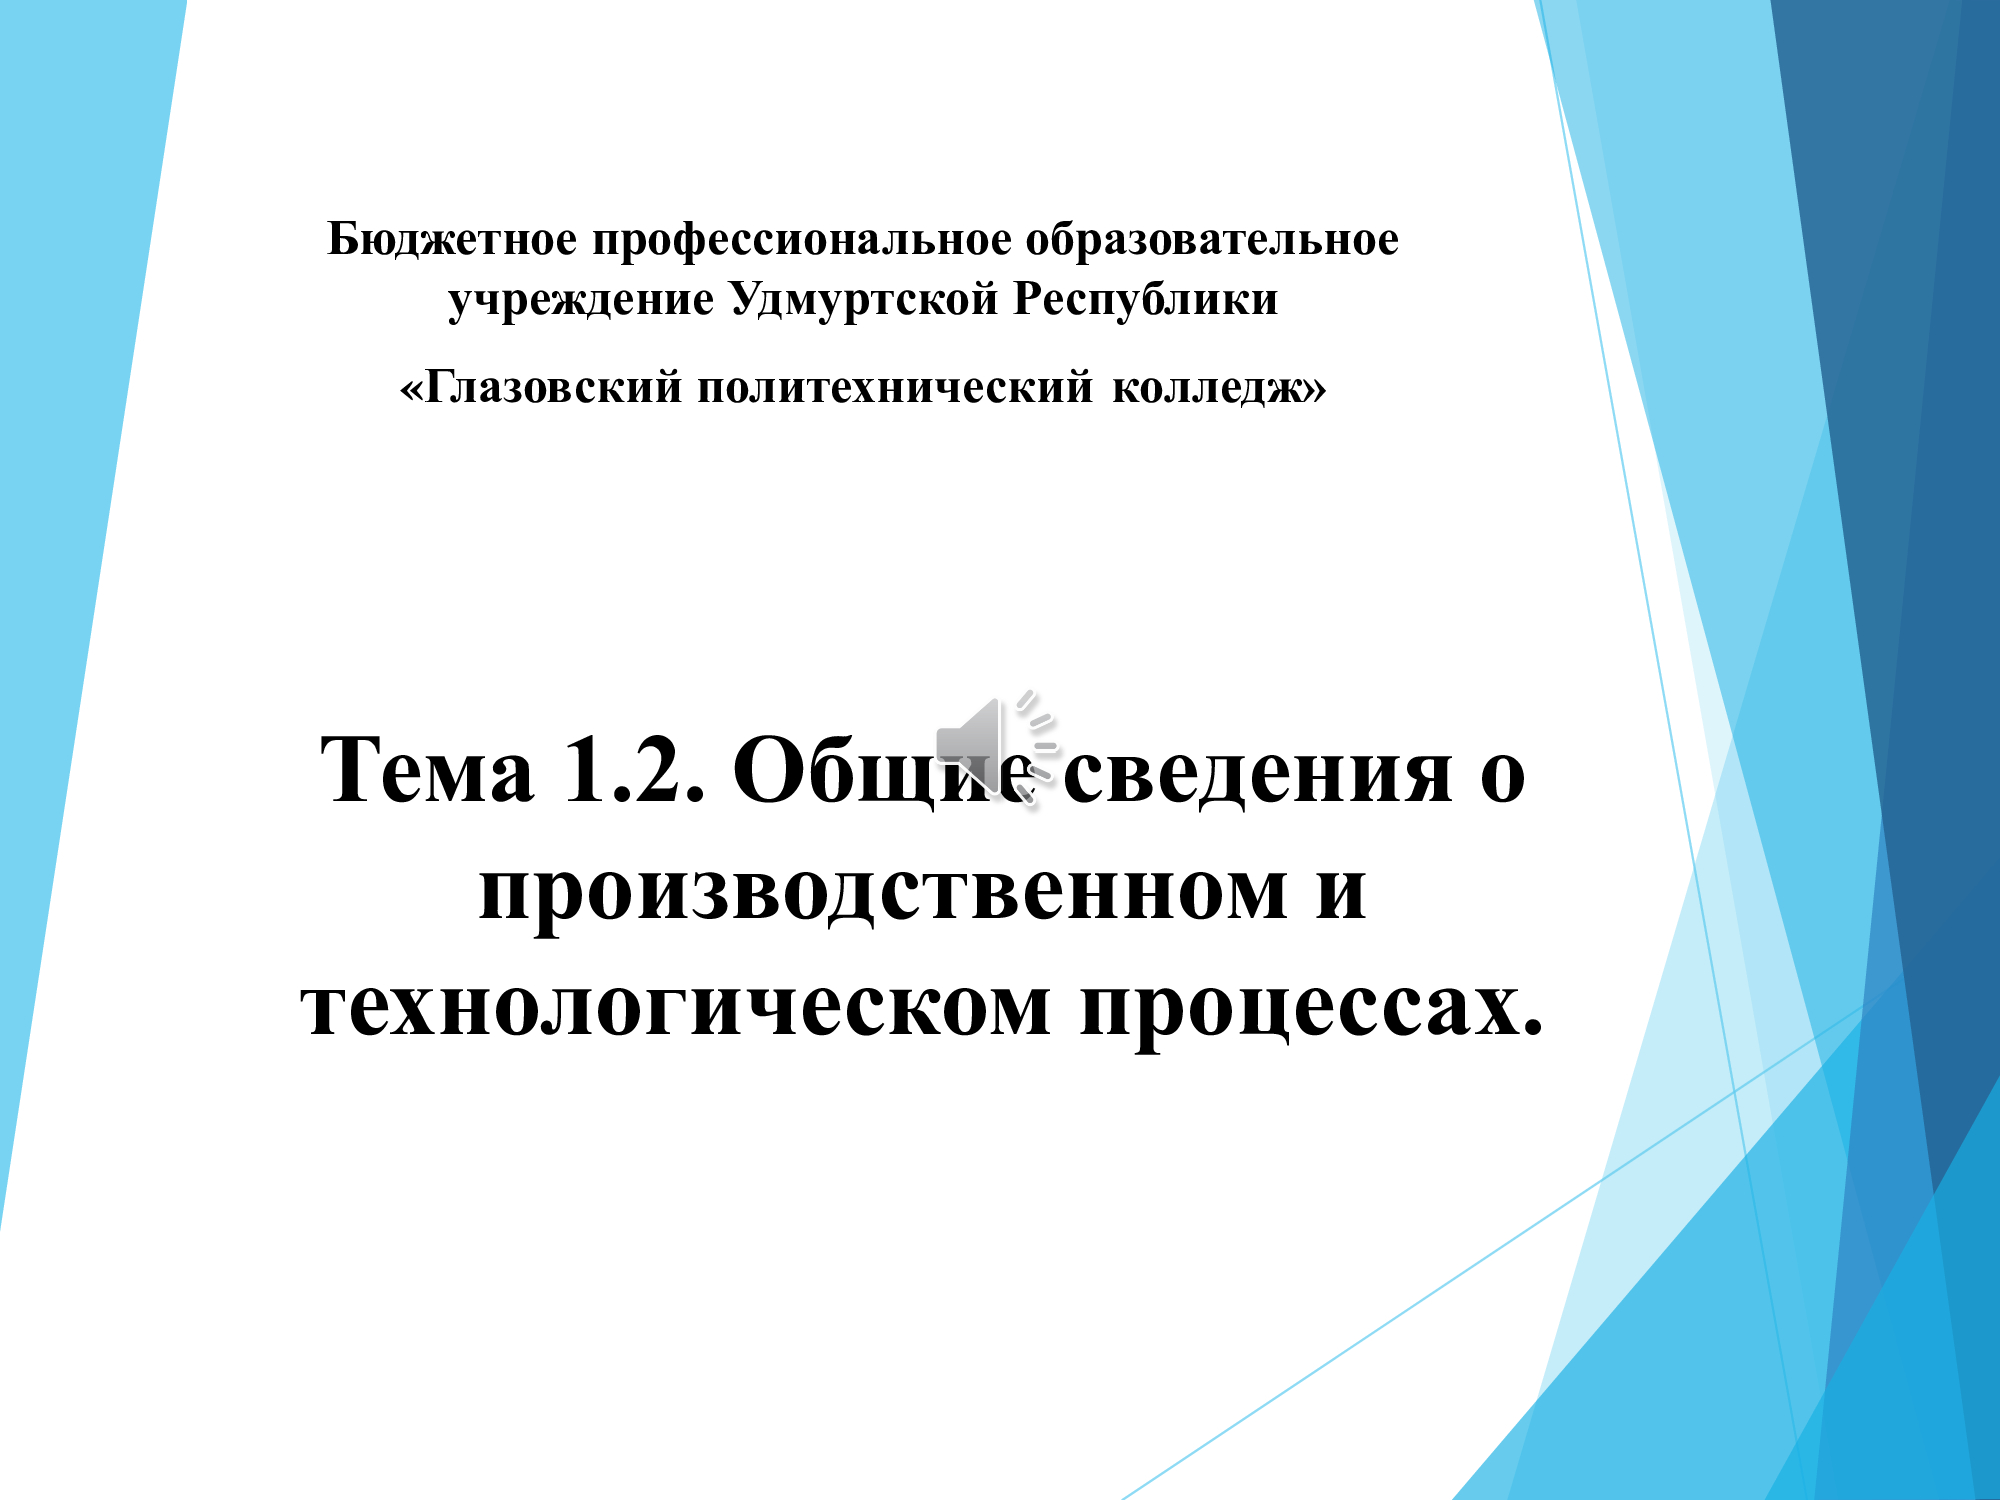 Бюджетное профессиональное образовательное
учреждение Удмуртской Республики
«Глазовский политехнический колледж»
Тема 1.2. Общие сведения о
производственном и
технологическом процессах.